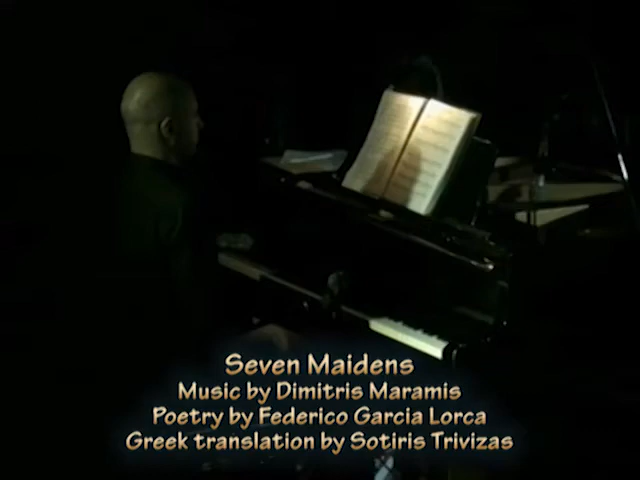 Seven Maidens
Music by Dimitris Maramis
Poetry by Federico Garcia Lorca
Greek translation by Sotiris Trivizas